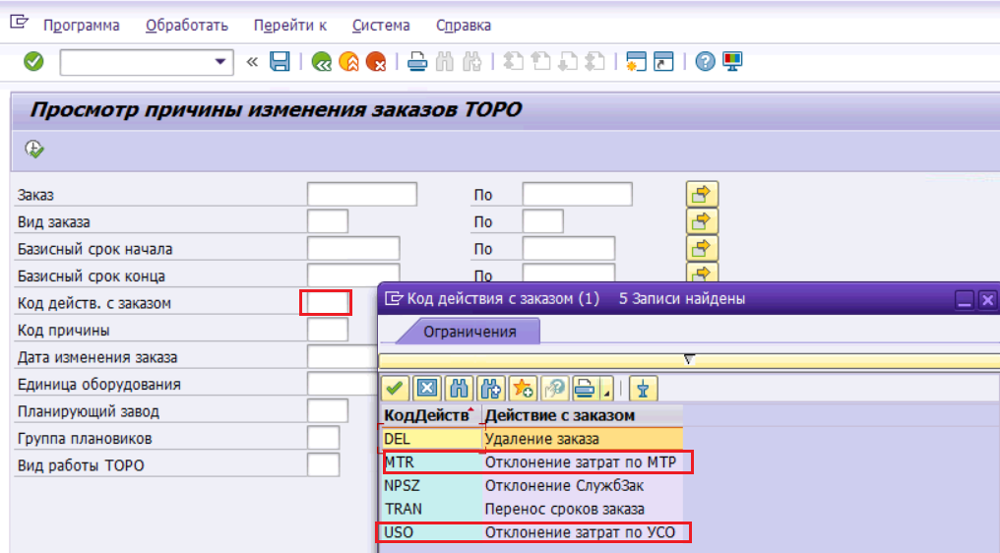 Программа Обработать Перейти к Система Справка
Просмотр причины изменения заказов ТОРО
Заказ По
Вид заказа По
Базисный срок начала По
Базисный срок конца По
Код действ. с заказом
Код причины
Дата изменения заказа
Единица оборудования
Планирующий завод
Группа плановиков
Вид работы ТОРО
Код действия с заказом (1) 5 Записи найдены
Ограничения
КодДейств Действие с заказом
DEL Удаление заказа
MTR Отклонение затрат по МТР
NPSZ Отклонение СлужбЗак
TRAN Перенос сроков заказа
USO Отклонение затрат по УСО